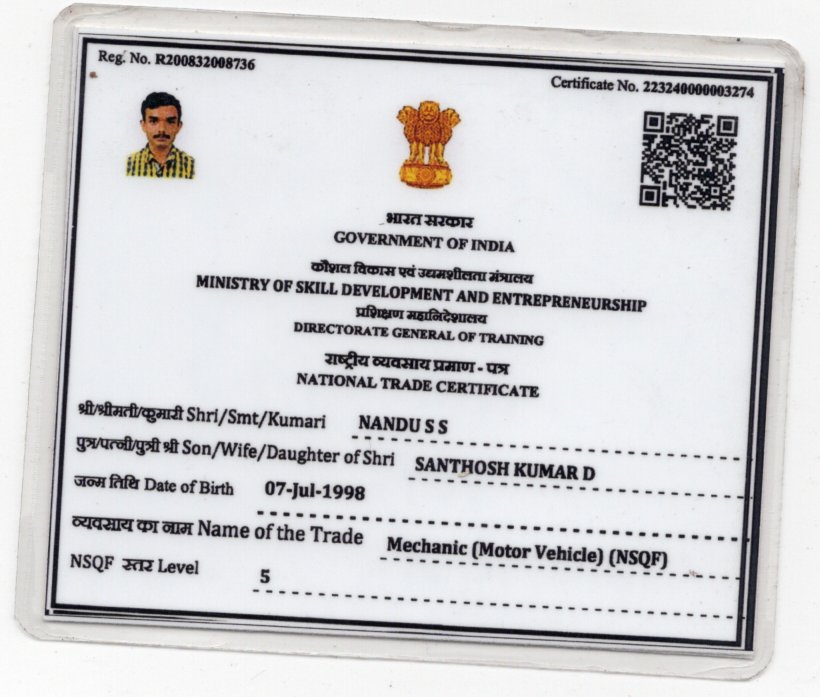 Reg. No. R200832008736
Certificate No. 223240000003274
भारत सरकार
GOVERNMENT OF INDIA
कौशल विकास एवं उद्यमशीलता मंत्रालय
MINISTRY OF SKILL DEVELOPMENT AND ENTREPRENEURSHIP
प्रशिक्षण महानिदेशालय
DIRECTORATE GENERAL OF TRAINING
राष्ट्रीय व्यवसाय प्रमाण - पत्र
NATIONAL TRADE CERTIFICATE
श्री/श्रीमती/कुमारी Shri/Smt/Kumari NANDU S S
पुत्र/पत्नी/पुत्री श्री Son/Wife/Daughter of Shri SANTHOSH KUMAR D
जन्म तिथि Date of Birth 07-Jul-1998
व्यवसाय का नाम Name of the Trade Mechanic (Motor Vehicle) (NSQF)
NSQF स्तर Level 5